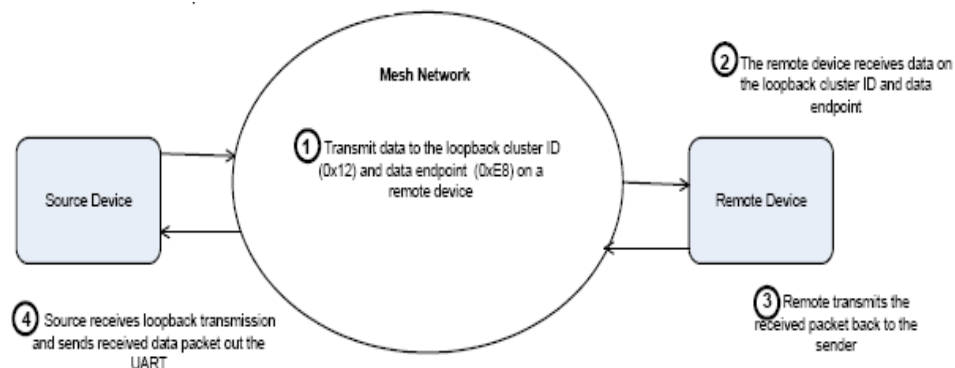 Mesh Network
1 Transmit data to the loopback cluster ID
(0x12) and data endpoint (0xE8) on a
remote device
2 The remote device receives data on
the loopback cluster ID and data
endpoint
Source Device
Remote Device
3 Remote transmits the
received packet back to the
sender
4 Source receives loopback transmission
and sends received data packet out the
UART